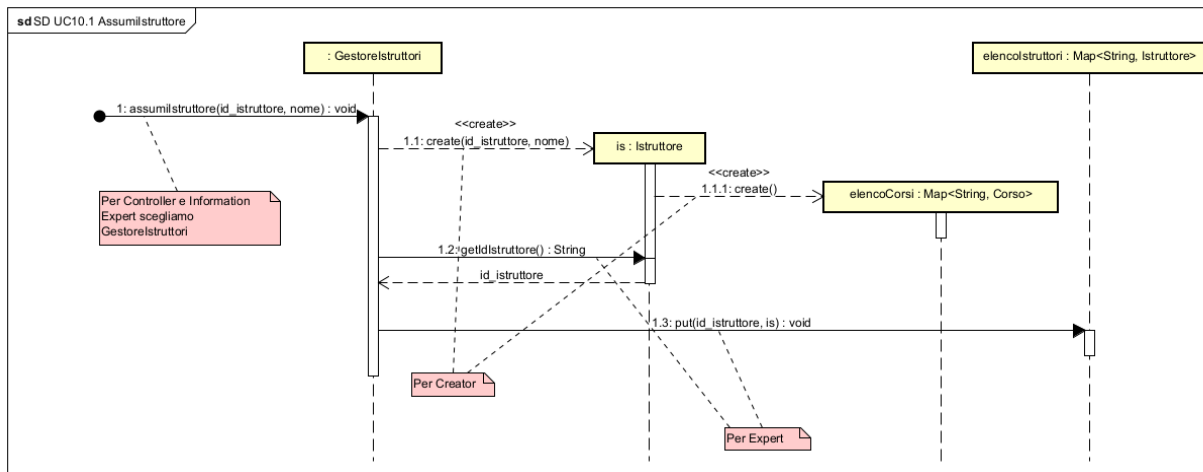 sd SD UC10.1 AssumiIstruttore
: GestoreIstruttori
elencoIstruttori : Map<String, Istruttore>
1: assumiIstruttore(id_istruttore, nome) : void
<<create>>
1.1: create(id_istruttore, nome)
is : Istruttore
<<create>>
1.1.1: create()
elencoCorsi : Map<String, Corso>
Per Controller e Information
Expert scegliamo
GestoreIstruttori
1.2: getIdIstruttore() : String
id_istruttore
1.3: put(id_istruttore, is) : void
Per Creator
Per Expert